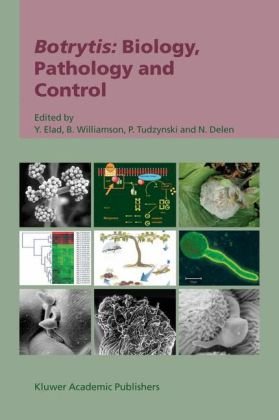 Botrytis: Biology,
Pathology and
Control
Edited by
Y. Elad, B. Williamson, P. Tudzynski and N. Delen
Kluwer Academic Publishers